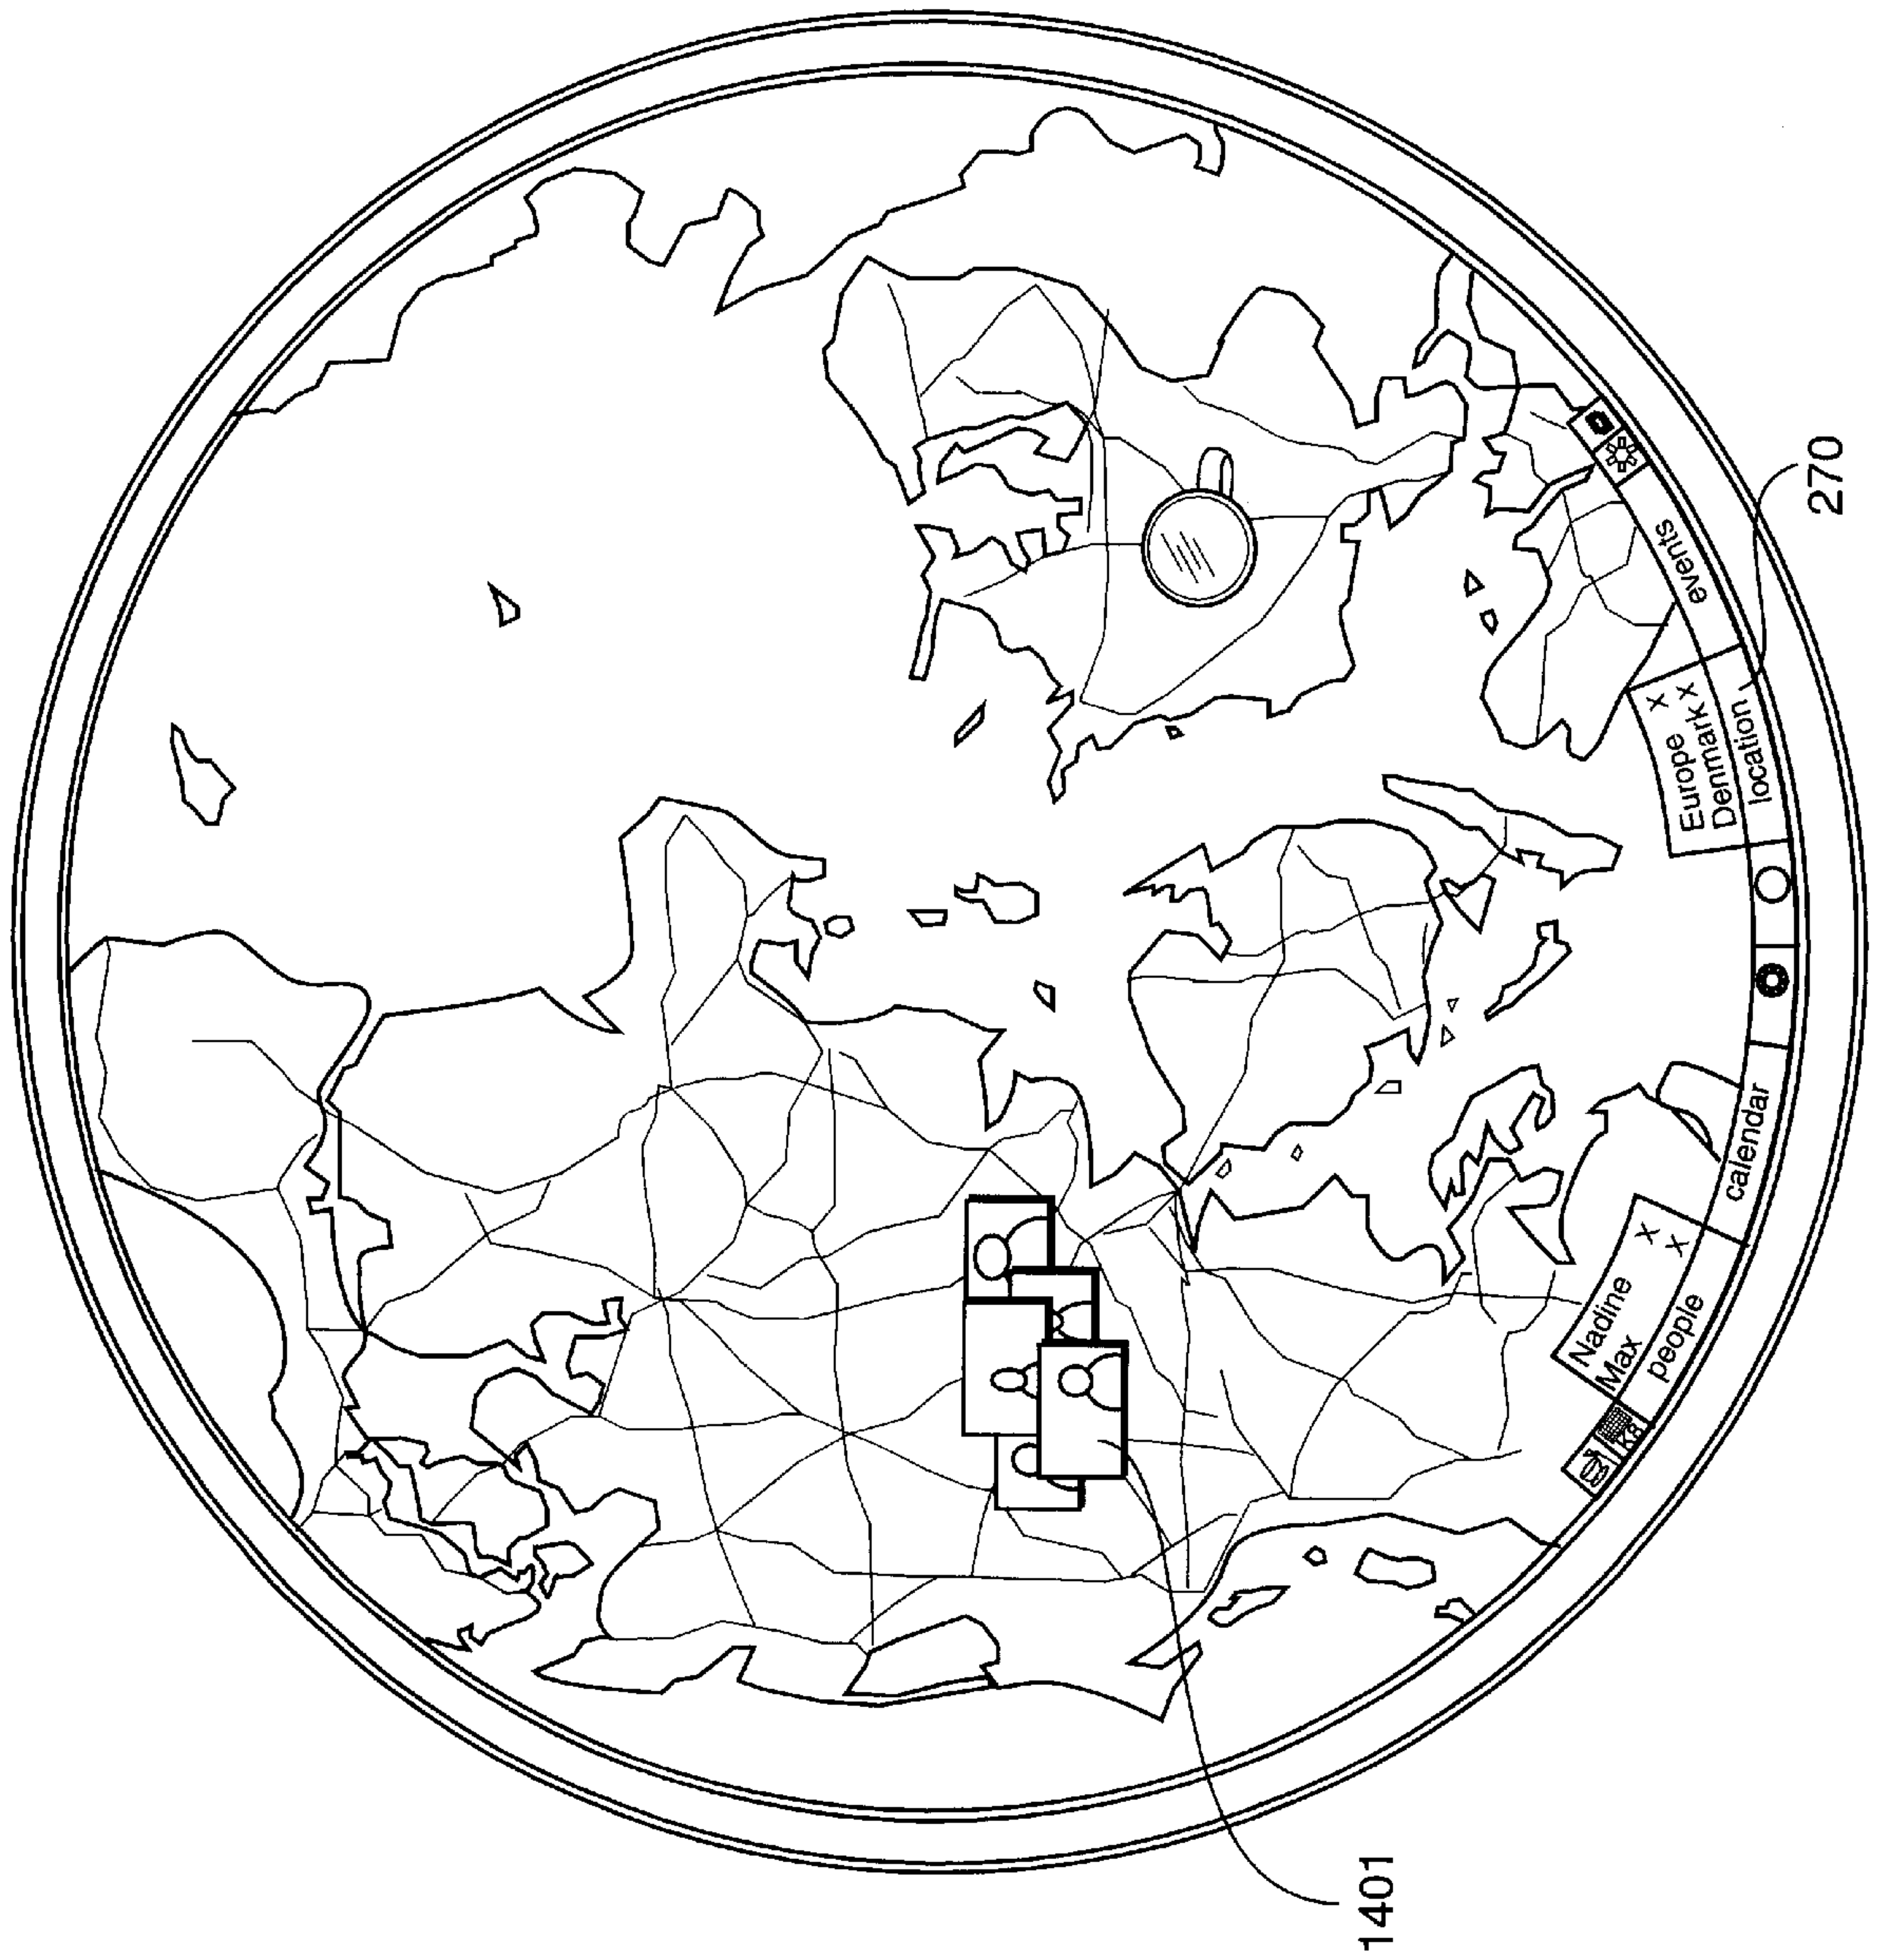 Nadine X
Max X
people
calendar
Europe X
Denmark X
location
events
270
1401